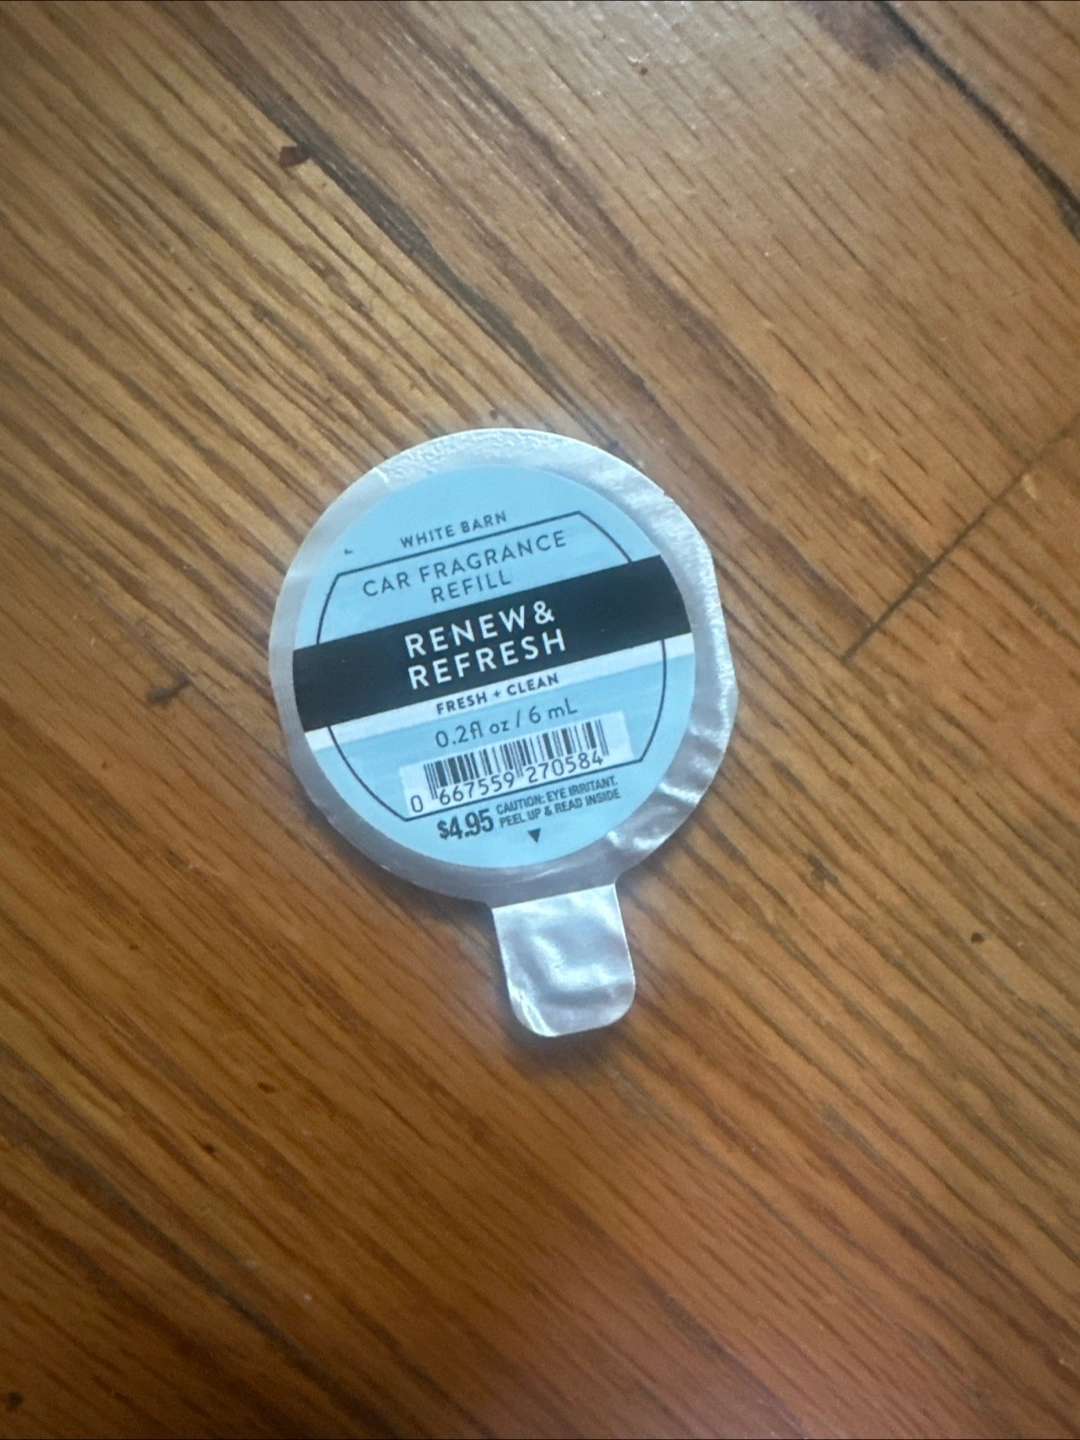 WHITE BARN
CAR FRAGRANCE
REFILL
RENEW&
REFRESH
FRESH + CLEAN
0.2fl oz / 6 mL
0 667559 270584
$4.95 CAUTION: EYE IRRITANT.
PEEL UP & READ INSIDE